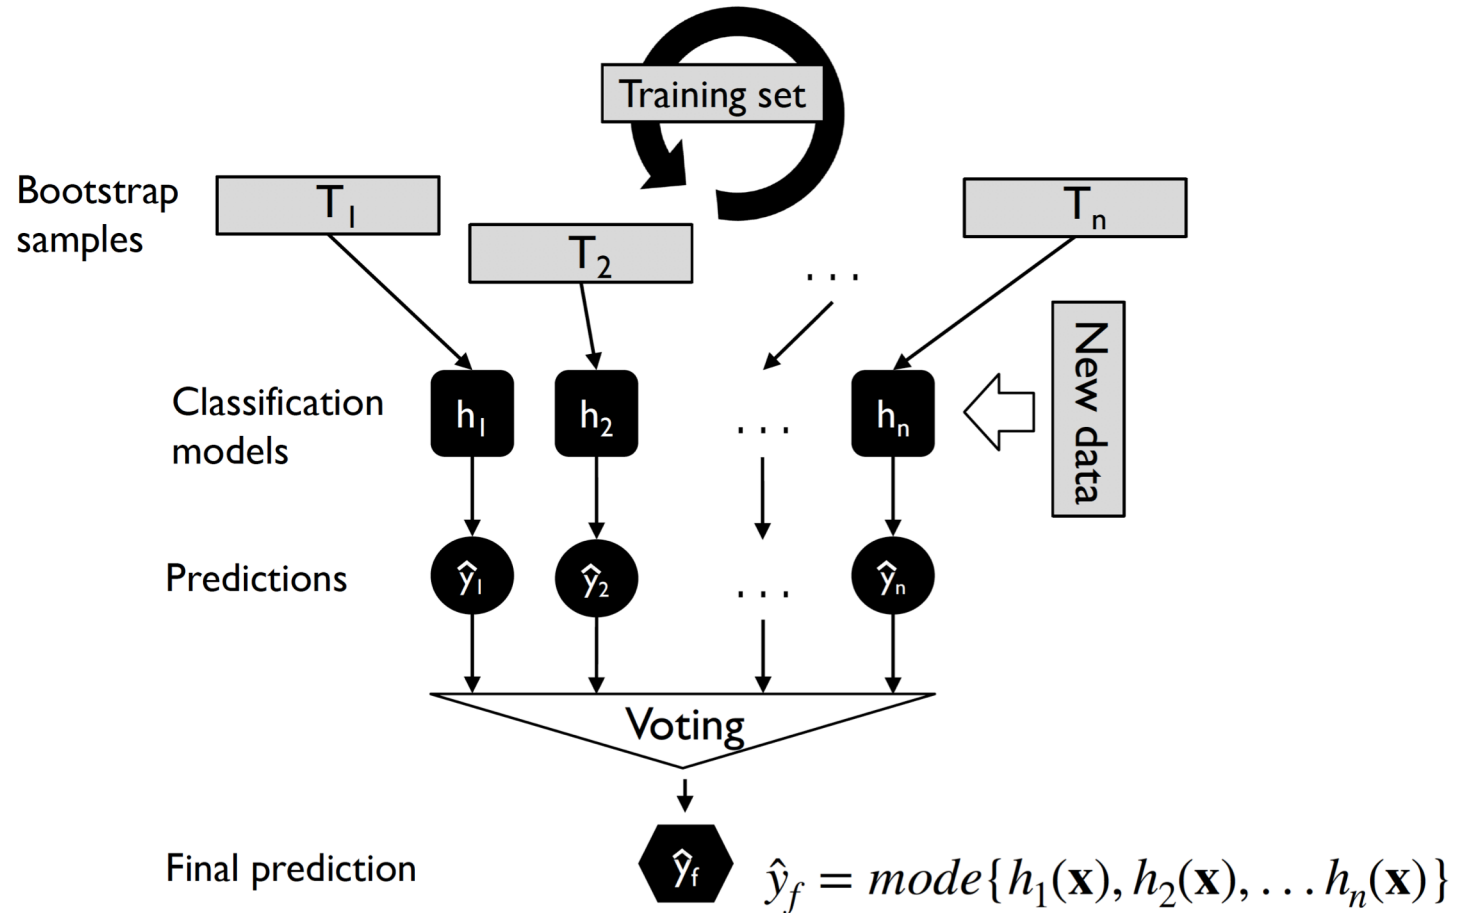 Training set
Bootstrap
samples
T1
T2
. . .
Tn
New data
Classification
models
h1
h2
. . .
hn
Predictions
ŷ1
ŷ2
. . .
ŷn
Voting
Final prediction
ŷf
ŷf = mode{h1(x), h2(x), . . . hn(x)}